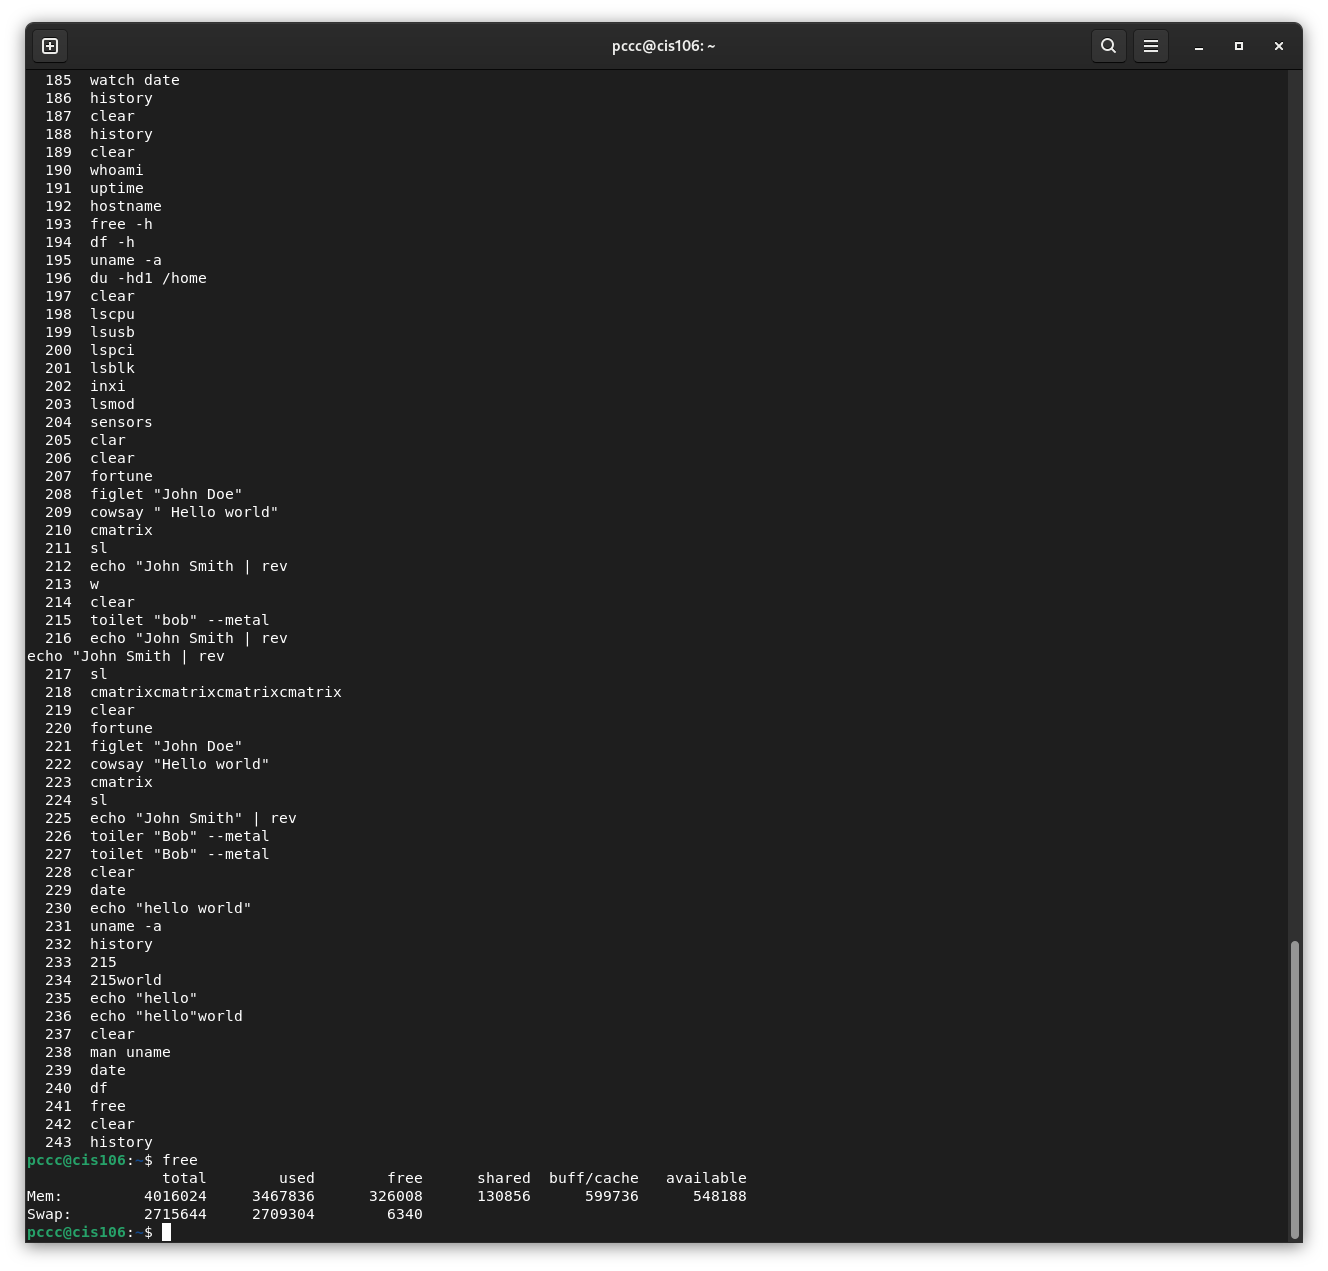 pccc@cis106: ~
  185  watch date
  186  history
  187  clear
  188  history
  189  clear
  190  whoami
  191  uptime
  192  hostname
  193  free -h
  194  df -h
  195  uname -a
  196  du -hd1 /home
  197  clear
  198  lscpu
  199  lsusb
  200  lspci
  201  lsblk
  202  inxi
  203  lsmod
  204  sensors
  205  clar
  206  clear
  207  fortune
  208  figlet "John Doe"
  209  cowsay " Hello world"
  210  cmatrix
  211  sl
  212  echo "John Smith | rev
  213  w
  214  clear
  215  toilet "bob" --metal
  216  echo "John Smith | rev
echo "John Smith | rev
  217  sl
  218  cmatrixcmatrixcmatrixcmatrix
  219  clear
  220  fortune
  221  figlet "John Doe"
  222  cowsay "Hello world"
  223  cmatrix
  224  sl
  225  echo "John Smith" | rev
  226  toiler "Bob" --metal
  227  toilet "Bob" --metal
  228  clear
  229  date
  230  echo "hello world"
  231  uname -a
  232  history
  233  215
  234  215world
  235  echo "hello"
  236  echo "hello"world
  237  clear
  238  man uname
  239  date
  240  df
  241  free
  242  clear
  243  history
pccc@cis106:~$ free
               total        used        free      shared  buff/cache   available
Mem:         4016024     3467836      326008      130856      599736      548188
Swap:        2715644     2709304        6340
pccc@cis106:~$